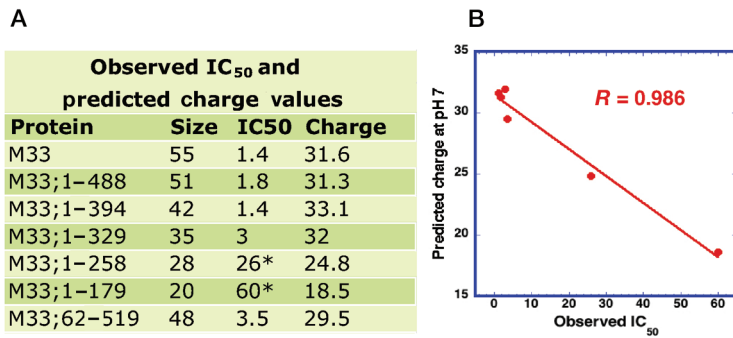 A
Observed IC50 and
predicted charge values
Protein Size IC50 Charge
M33 55 1.4 31.6
M33;1–488 51 1.8 31.3
M33;1–394 42 1.4 33.1
M33;1–329 35 3 32
M33;1–258 28 26* 24.8
M33;1–179 20 60* 18.5
M33;62–519 48 3.5 29.5
B
Predicted charge at pH 7
35
30
25
20
15
R = 0.986
0 10 20 30 40 50 60
Observed IC50